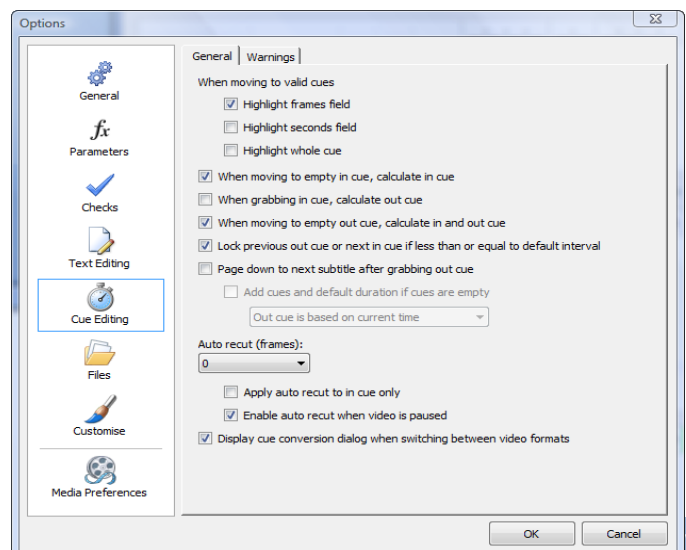 Options
General
Parameters
Checks
Text Editing
Cue Editing
Files
Customise
Media Preferences
General
Warnings
When moving to valid cues
Highlight frames field
Highlight seconds field
Highlight whole cue
When moving to empty in cue, calculate in cue
When grabbing in cue, calculate out cue
When moving to empty out cue, calculate in and out cue
Lock previous out cue or next in cue if less than or equal to default interval
Page down to next subtitle after grabbing out cue
Add cues and default duration if cues are empty
Out cue is based on current time
Auto recut (frames):
0
Apply auto recut to in cue only
Enable auto recut when video is paused
Display cue conversion dialog when switching between video formats
OK
Cancel